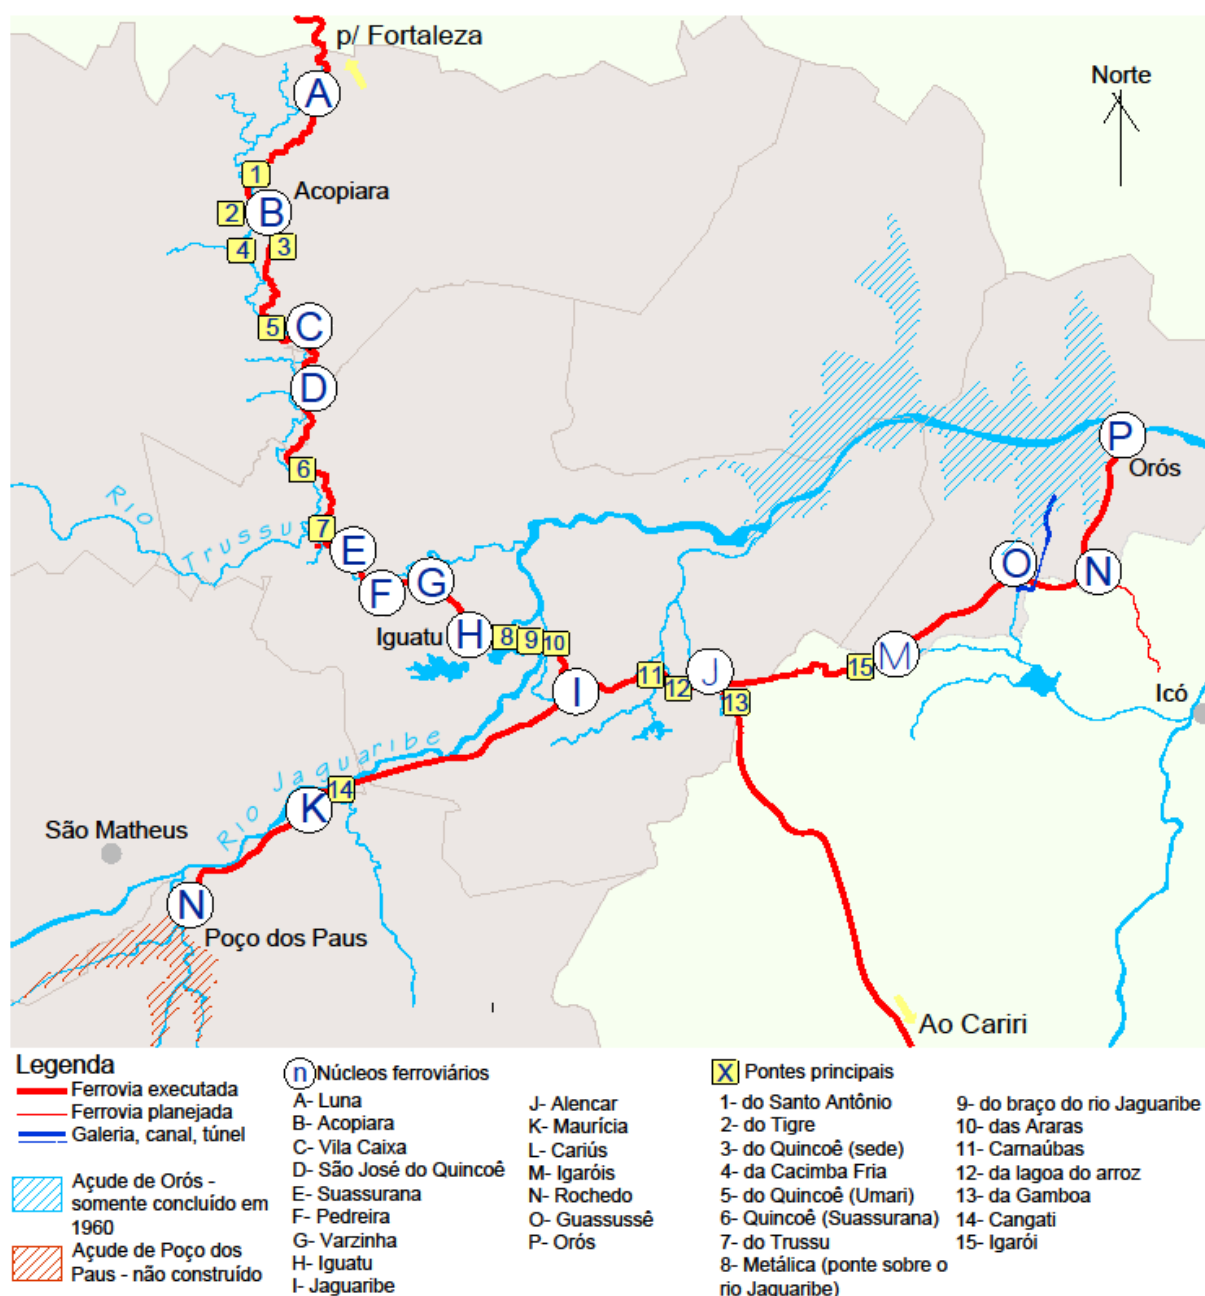 p/ Fortaleza
Norte
A
1
Acopiara
2
B
4
3
5
C
D
6
P
Orós
Rio
Trussu
7
E
F
G
O
N
Iguatu
H
8
9
10
I
11
12
J
13
15
M
Icó
Rio Jaguaribe
14
K
São Matheus
N
Poço dos Paus
Ao Cariri
Legenda
Ferrovia executada
Ferrovia planejada
Galeria, canal, túnel
Açude de Orós -
somente concluído em
1960
Açude de Poço dos
Paus - não construído
n Núcleos ferroviários
A- Luna
B- Acopiara
C- Vila Caixa
D- São José do Quincoê
E- Suassurana
F- Pedreira
G- Varzinha
H- Iguatu
I- Jaguaribe
J- Alencar
K- Maurícia
L- Cariús
M- Igaróis
N- Rochedo
O- Guassussê
P- Orós
X Pontes principais
1- do Santo Antônio
2- do Tigre
3- do Quincoê (sede)
4- da Cacimba Fria
5- do Quincoê (Umari)
6- Quincoê (Suassurana)
7- do Trussu
8- Metálica (ponte sobre o
rio Jaguaribe)
9- do braço do rio Jaguaribe
10- das Araras
11- Carnaúbas
12- da lagoa do arroz
13- da Gamboa
14- Cangati
15- Igarói